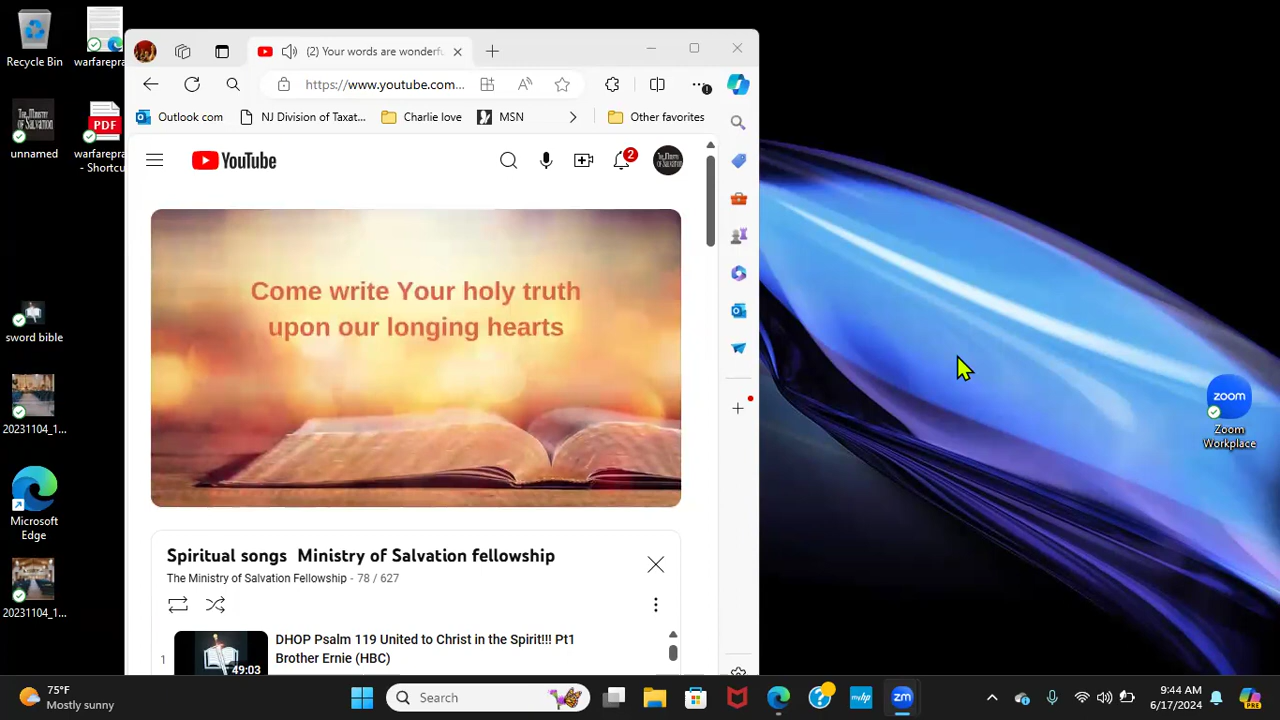 Recycle Bin
warfarepra...
unnamed
warfarepra...
- Shortcu
sword bible
20231104_1...
Microsoft
Edge
20231104_1...
(2) Your words are wonderfu
https://www.youtube.com...
Outlook com
NJ Division of Taxat...
Charlie love
MSN
Other favorites
YouTube
2
Come write Your holy truth
upon our longing hearts
Spiritual songs Ministry of Salvation fellowship
The Ministry of Salvation Fellowship - 78 / 627
1
49:03
DHOP Psalm 119 United to Christ in the Spirit!!! Pt1
Brother Ernie (HBC)
zoom
Zoom
Workplace
75°F
Mostly sunny
Search
zm
9:44 AM
6/17/2024
PRE